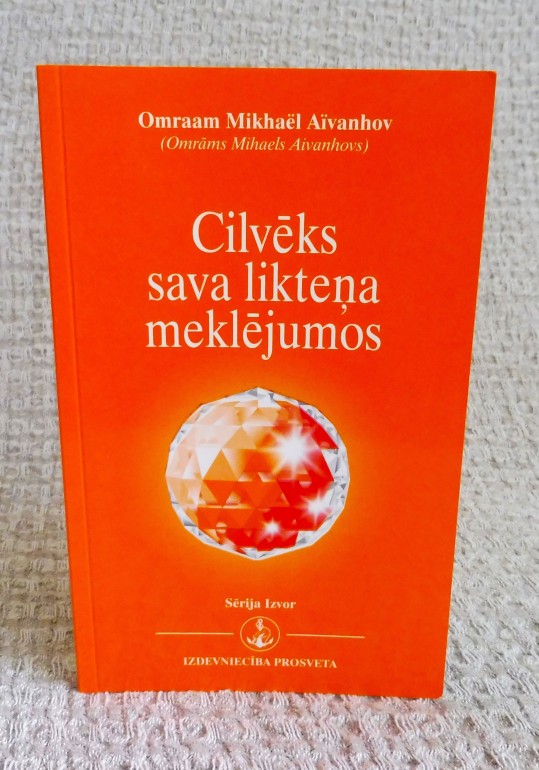 Omraam Mikhaël Aïvanhov
(Omrāms Mihaels Aivanhovs)
Cilvēks
sava likteņa
meklējumos
Sērija Izvor
IZDEVNIECĪBA PROSVETA